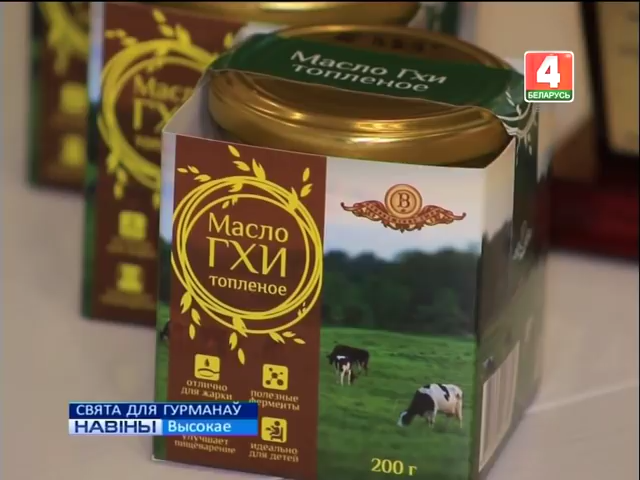 4
БЕЛАРУСЬ
Масло Гхи
топленое
Масло
ГХИ
топленое
В
отлично
для жарки
полезные
ферменты
улучшает
пищеварение
идеально
для детей
200 г
СВЯТА ДЛЯ ГУРМАНАЎ
НАВIНЫ Высокае